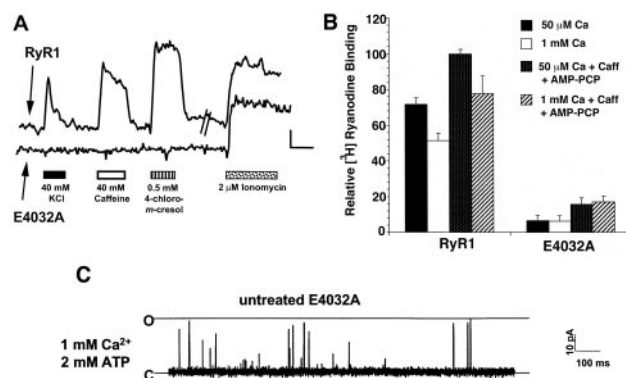 A
RyR1
E4032A
40 mM
KCl
40 mM
Caffeine
0.5 mM
4-chloro-
m-cresol
2 µM Ionomycin
B
Relative [³H] Ryanodine Binding
120
100
80
60
40
20
0
RyR1
E4032A
50 µM Ca
1 mM Ca
50 µM Ca + Caff
+ AMP-PCP
1 mM Ca + Caff
+ AMP-PCP
C
untreated E4032A
1 mM Ca²⁺
2 mM ATP
O
C
10 pA
100 ms